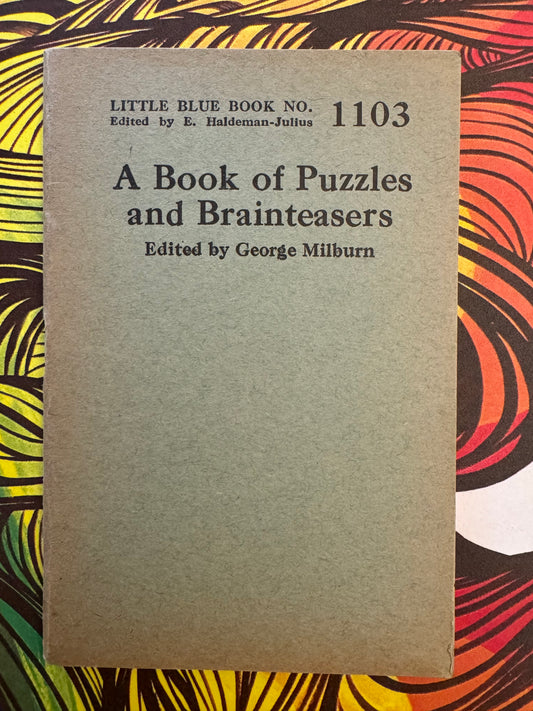 LITTLE BLUE BOOK NO. 1103
Edited by E. Haldeman-Julius
A Book of Puzzles
and Brainteasers
Edited by George Milburn